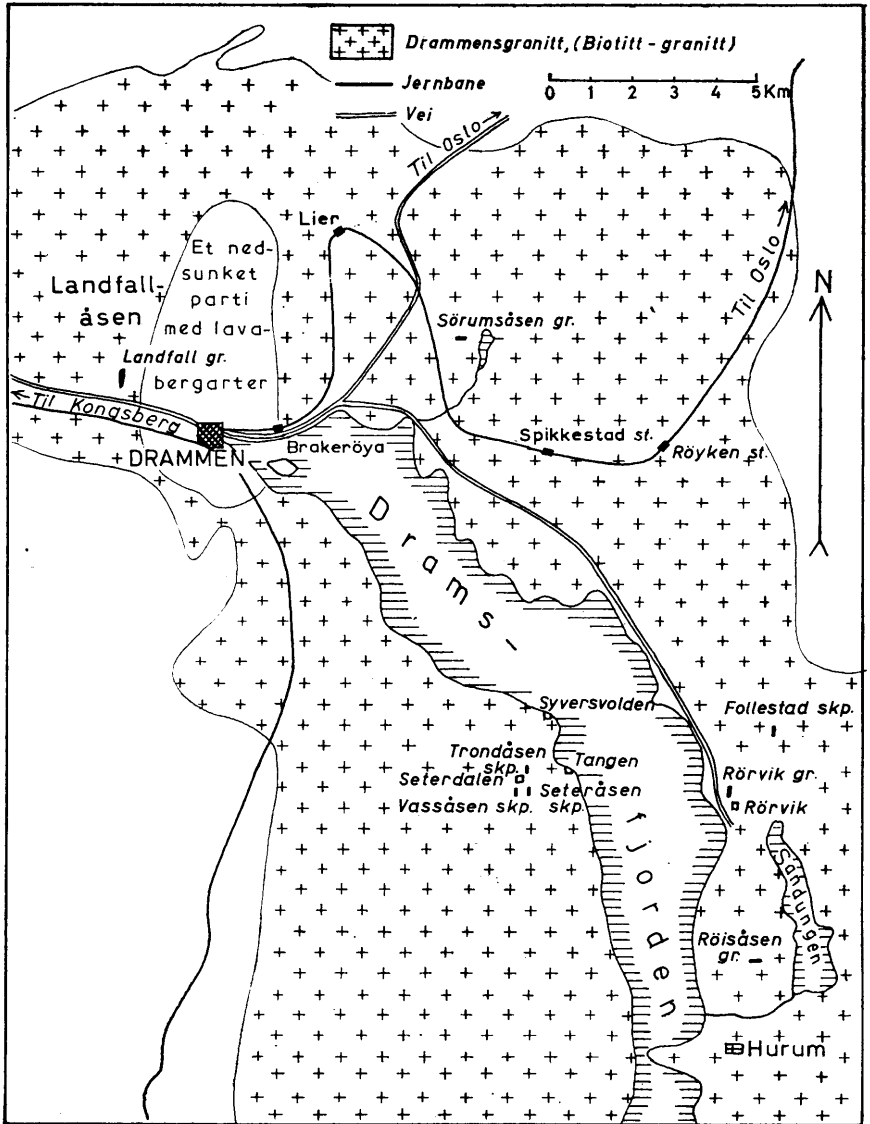 Drammensgranitt, (Biotitt - granitt)
Jernbane
0 1 2 3 4 5 Km
Vei
Til Oslo
Lier
Et ned-
sunket
parti
med lava-
bergarter
Landfall-
åsen
Landfall gr.
Til Oslo
N
Sörumsåsen gr.
Til Kongsberg
DRAMMEN
Brakeröya
Spikkestad st.
Röyken st.
Drams-
fjorden
Syversvolden
Follestad skp.
Trondåsen
skp.
Tangen
Seterdalen
Seteråsen
skp.
Vassåsen skp.
Rörvik gr.
Rörvik
Sandungen
Röisåsen
gr.
Hurum